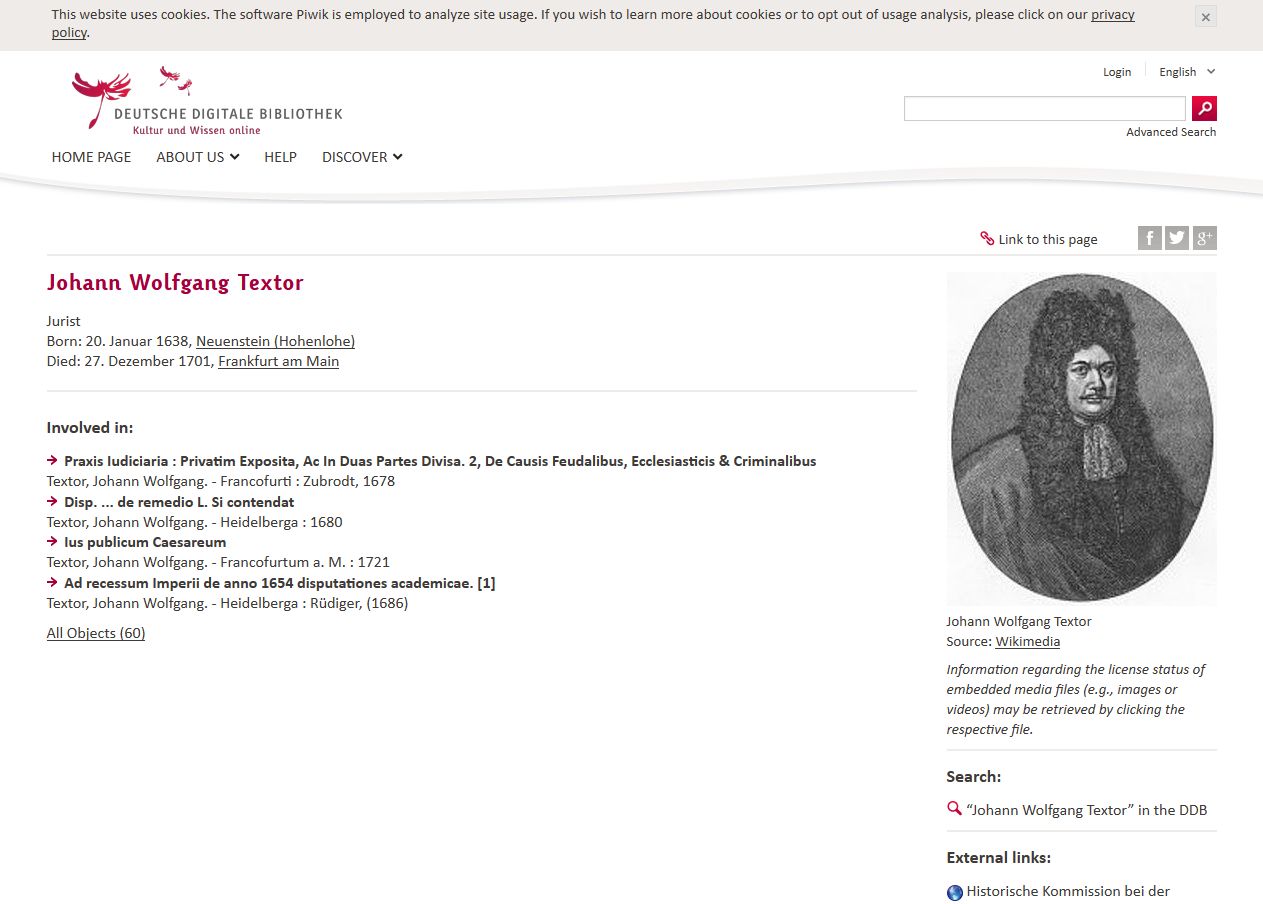 This website uses cookies. The software Piwik is employed to analyze site usage. If you wish to learn more about cookies or to opt out of usage analysis, please click on our privacy
policy.
×
Login
English
DEUTSCHE DIGITALE BIBLIOTHEK
Kultur und Wissen online
Advanced Search
HOME PAGE
ABOUT US
HELP
DISCOVER
Link to this page
f
g+
Johann Wolfgang Textor
Jurist
Born: 20. Januar 1638, Neuenstein (Hohenlohe)
Died: 27. Dezember 1701, Frankfurt am Main
Involved in:
Praxis Iudiciaria : Privatim Exposita, Ac In Duas Partes Divisa. 2, De Causis Feudalibus, Ecclesiasticis & Criminalibus
Textor, Johann Wolfgang. - Francofurti : Zubrodt, 1678
Disp. ... de remedio L. Si contendat
Textor, Johann Wolfgang. - Heidelberga : 1680
Ius publicum Caesareum
Textor, Johann Wolfgang. - Francofurtum a. M. : 1721
Ad recessum Imperii de anno 1654 disputationes academicae. [1]
Textor, Johann Wolfgang. - Heidelberga : Rüdiger, (1686)
All Objects (60)
Johann Wolfgang Textor
Source: Wikimedia
Information regarding the license status of
embedded media files (e.g., images or
videos) may be retrieved by clicking the
respective file.
Search:
“Johann Wolfgang Textor” in the DDB
External links:
Historische Kommission bei der